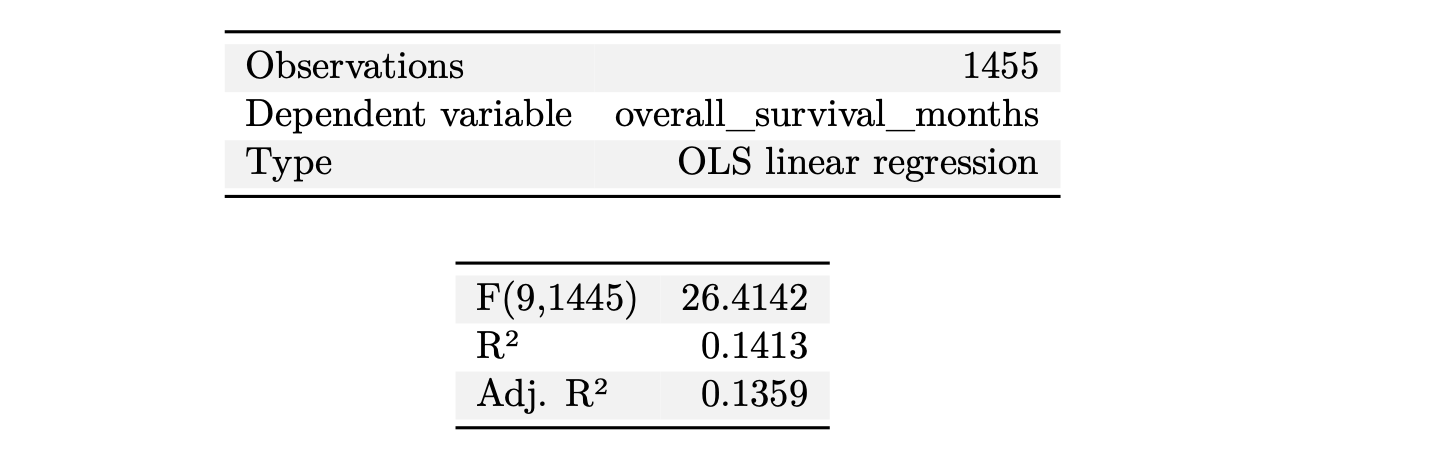 Observations 1455
Dependent variable overall_survival_months
Type OLS linear regression
F(9,1445) 26.4142
R² 0.1413
Adj. R² 0.1359